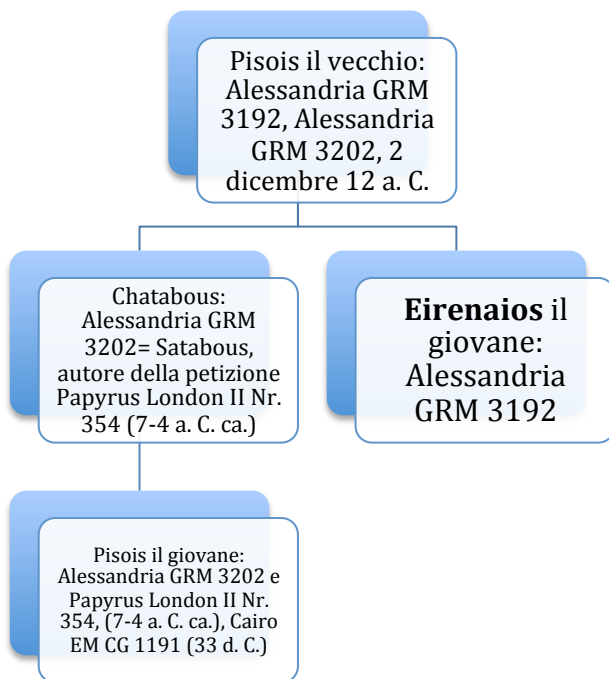 Pisois il vecchio:
Alessandria GRM
3192, Alessandria
GRM 3202, 2
dicembre 12 a. C.
Chatabous:
Alessandria GRM
3202= Satabous,
autore della petizione
Papyrus London II Nr.
354 (7-4 a. C. ca.)
Eirenaios il
giovane:
Alessandria
GRM 3192
Pisois il giovane:
Alessandria GRM 3202 e
Papyrus London II Nr.
354, (7-4 a. C. ca.), Cairo
EM CG 1191 (33 d. C.)